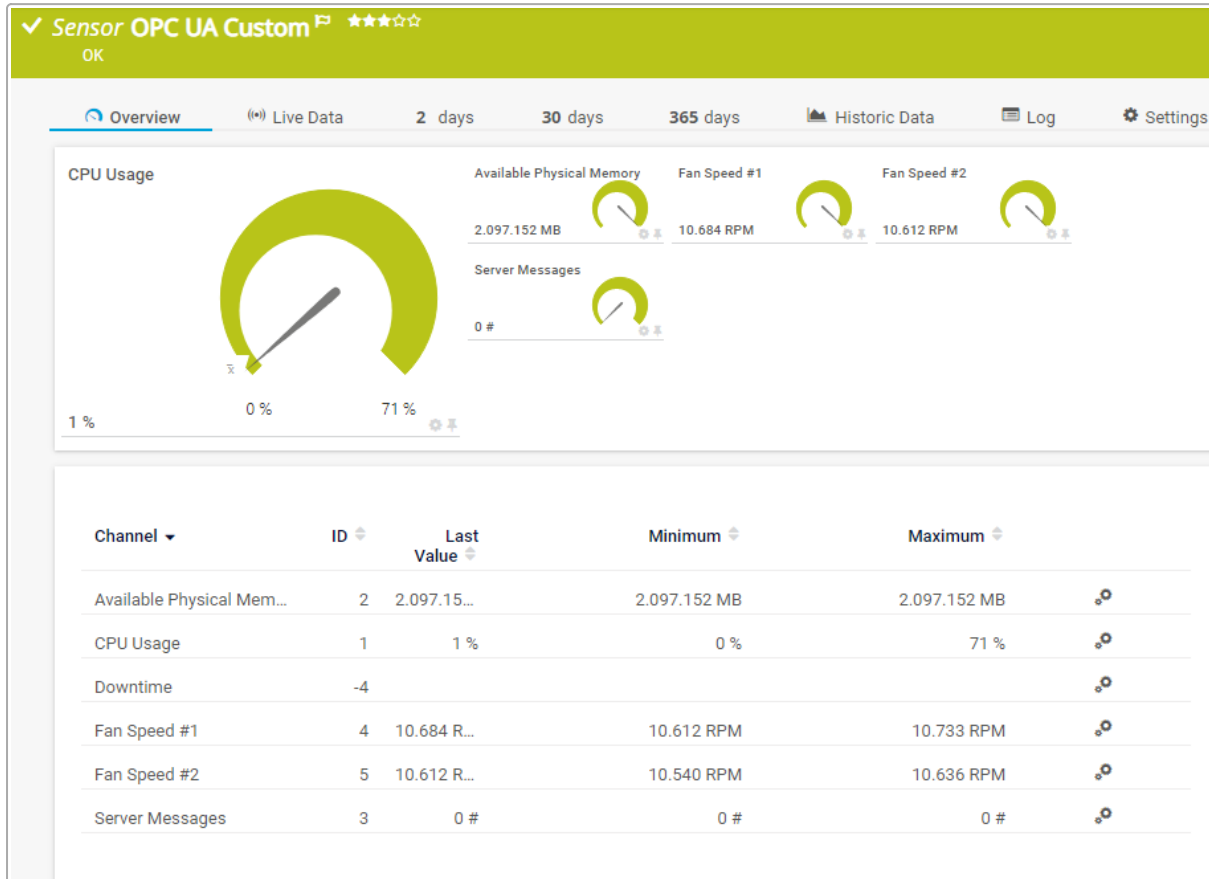 Sensor OPC UA Custom
OK
Overview Live Data 2 days 30 days 365 days Historic Data Log Settings
CPU Usage
1 %
0 %
71 %
x̄
Available Physical Memory
2.097.152 MB
Fan Speed #1
10.684 RPM
Fan Speed #2
10.612 RPM
Server Messages
0 #
Channel ID Last Value Minimum Maximum
Available Physical Mem... 2 2.097.15... 2.097.152 MB 2.097.152 MB
CPU Usage 1 1 % 0 % 71 %
Downtime -4
Fan Speed #1 4 10.684 R... 10.612 RPM 10.733 RPM
Fan Speed #2 5 10.612 R... 10.540 RPM 10.636 RPM
Server Messages 3 0 # 0 # 0 #